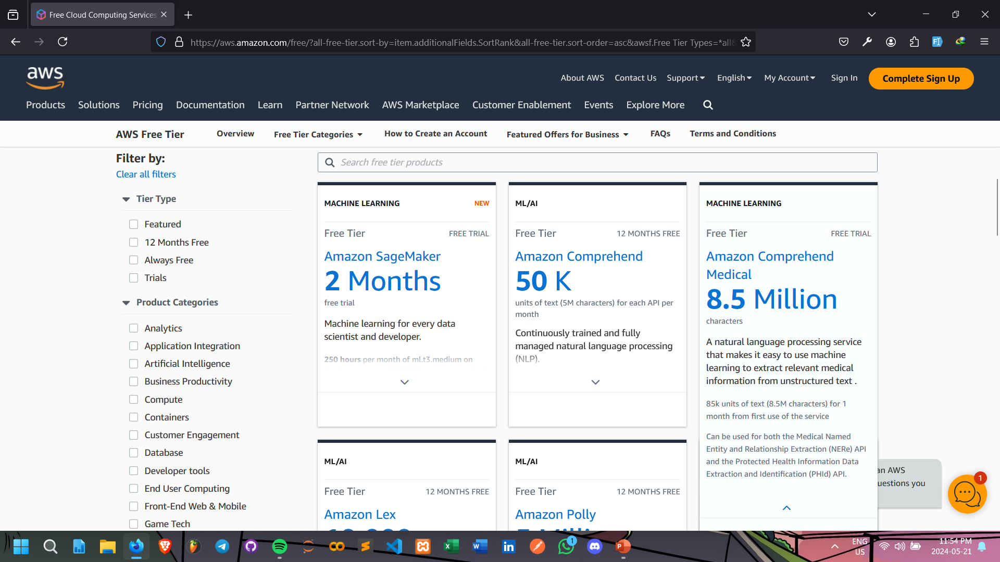 Free Cloud Computing Services
https://aws.amazon.com/free/?all-free-tier.sort-by=item.additionalFields.SortRank&all-free-tier.sort-order=asc&awsf.Free Tier Types=*all
aws
About AWS Contact Us Support English My Account Sign In Complete Sign Up
Products Solutions Pricing Documentation Learn Partner Network AWS Marketplace Customer Enablement Events Explore More
AWS Free Tier Overview Free Tier Categories How to Create an Account Featured Offers for Business FAQs Terms and Conditions
Filter by:
Clear all filters
Tier Type
Featured
12 Months Free
Always Free
Trials
Product Categories
Analytics
Application Integration
Artificial Intelligence
Business Productivity
Compute
Containers
Customer Engagement
Database
Developer tools
End User Computing
Front-End Web & Mobile
Game Tech
Search free tier products
MACHINE LEARNING NEW
Free Tier FREE TRIAL
Amazon SageMaker
2 Months
free trial
Machine learning for every data
scientist and developer.
250 hours per month of ml.t3.medium on
ML/AI
Free Tier 12 MONTHS FREE
Amazon Comprehend
50 K
units of text (5M characters) for each API per
month
Continuously trained and fully
managed natural language processing
(NLP).
MACHINE LEARNING
Free Tier FREE TRIAL
Amazon Comprehend
Medical
8.5 Million
characters
A natural language processing service
that makes it easy to use machine
learning to extract relevant medical
information from unstructured text .
85k units of text (8.5M characters) for 1
month from first use of the service
Can be used for both the Medical Named
Entity and Relationship Extraction (NERe) API
and the Protected Health Information Data
Extraction and Identification (PHId) API.
ML/AI
Free Tier 12 MONTHS FREE
Amazon Lex
ML/AI
Free Tier 12 MONTHS FREE
Amazon Polly
an AWS
uestions you
1
1
ENG
US
11:54 PM
2024-05-21